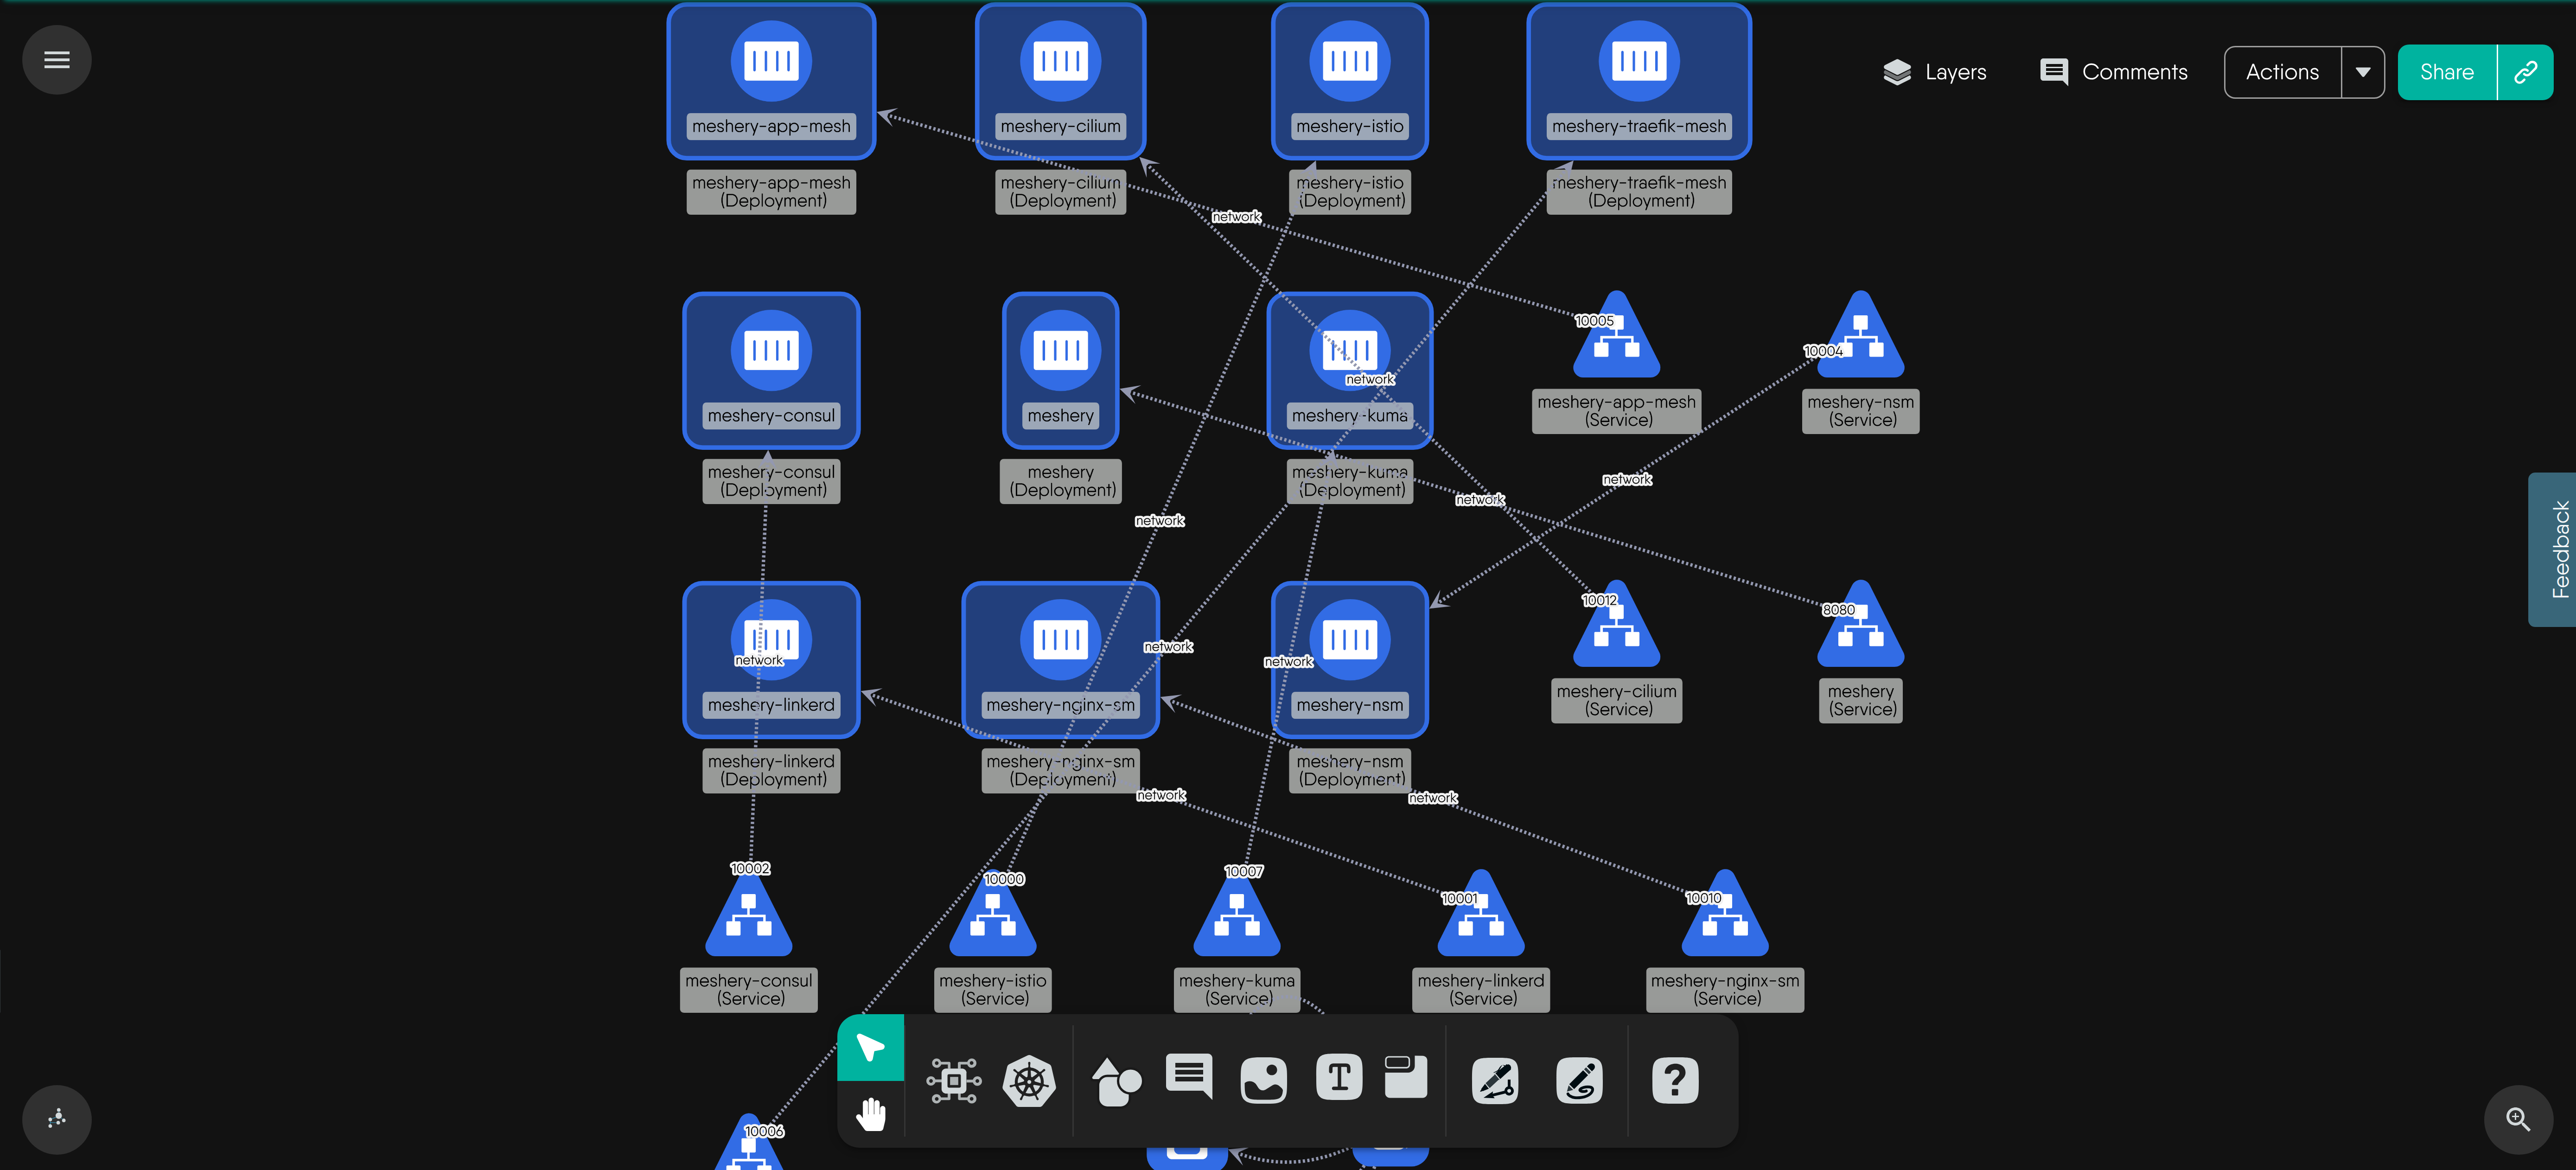 meshery-app-mesh
meshery-cilium
meshery-istio
meshery-traefik-mesh
Layers
Comments
Actions
Share
meshery-app-mesh
(Deployment)
meshery-cilium
(Deployment)
meshery-istio
(Deployment)
meshery-traefik-mesh
(Deployment)
network
10005
10004
network
meshery-consul
meshery
meshery-kuma
meshery-app-mesh
(Service)
meshery-nsm
(Service)
meshery-consul
(Deployment)
meshery
(Deployment)
meshery-kuma
(Deployment)
network
network
network
Feedback
10012
8080
network
network
network
meshery-linkerd
meshery-nginx-sm
meshery-nsm
meshery-cilium
(Service)
meshery
(Service)
meshery-linkerd
(Deployment)
meshery-nginx-sm
(Deployment)
meshery-nsm
(Deployment)
network
network
10002
10000
10007
10001
10010
meshery-consul
(Service)
meshery-istio
(Service)
meshery-kuma
(Service)
meshery-linkerd
(Service)
meshery-nginx-sm
(Service)
T
?
10006